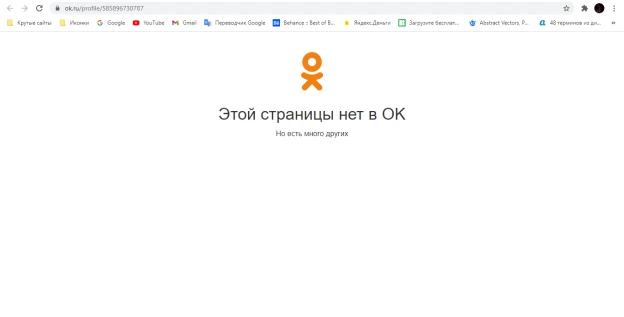 ok.ru/profile/585896730787
Крутые сайты Иконки Google YouTube Gmail Переводчик Google Behance :: Best of B... Яндекс.Деньги Загрузите бесплат... Abstract Vectors, P... 48 терминов из ди... »
Этой страницы нет в OK
Но есть много других